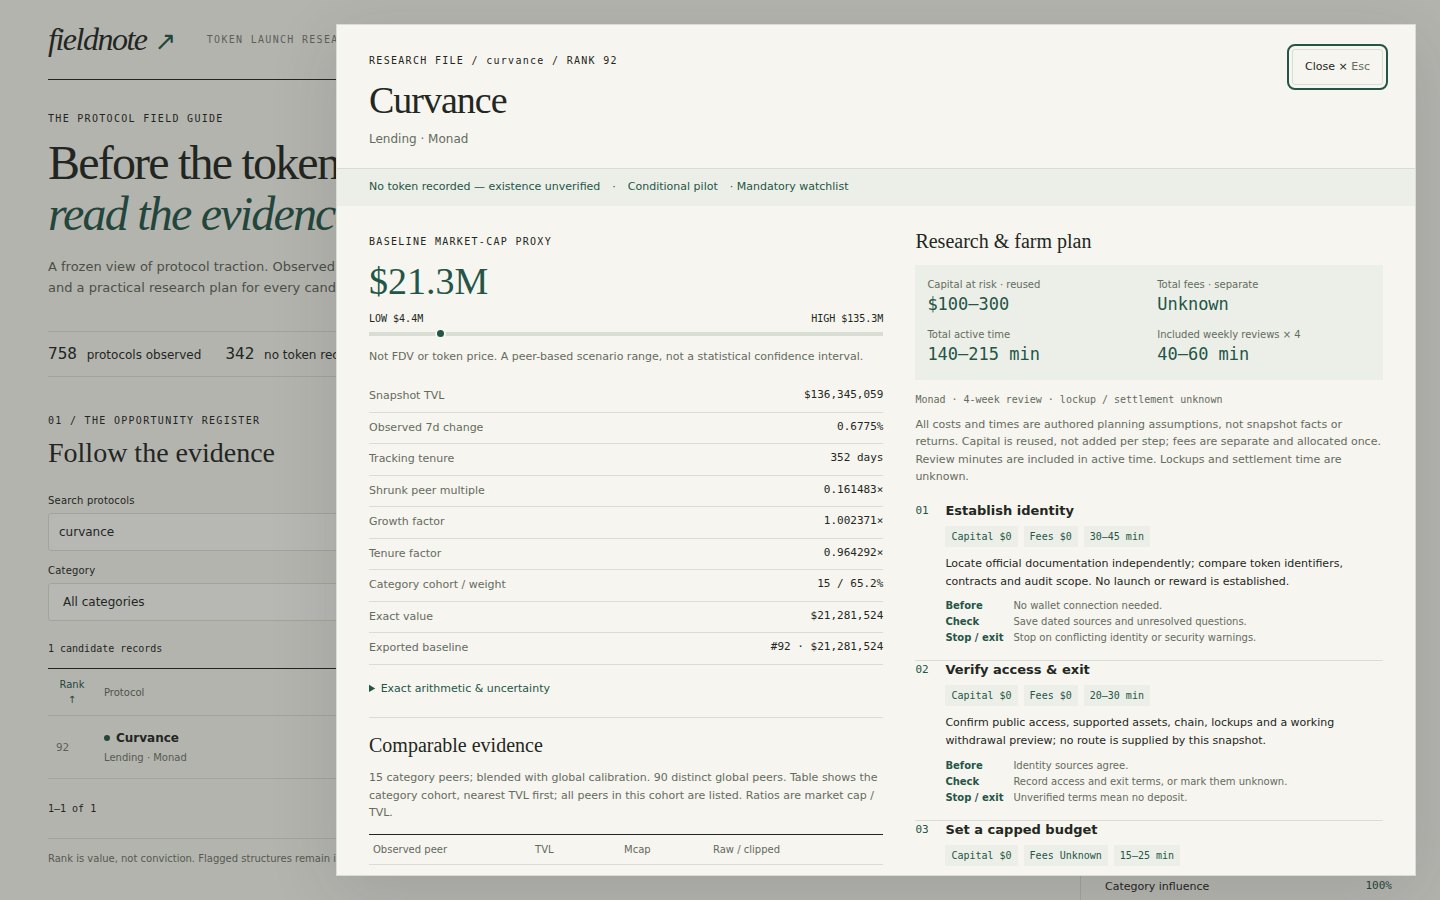 fieldnote ↗
TOKEN LAUNCH RESEA
THE PROTOCOL FIELD GUIDE
Before the token
read the evidenc
A frozen view of protocol traction. Observed
and a practical research plan for every cand
758 protocols observed 342 no token rec
01 / THE OPPORTUNITY REGISTER
Follow the evidence
Search protocols
curvance
Category
All categories
1 candidate records
Rank ↑ Protocol
92 Curvance
Lending · Monad
1–1 of 1
Rank is value, not conviction. Flagged structures remain i
RESEARCH FILE / curvance / RANK 92
Close × Esc
Curvance
Lending · Monad
No token recorded — existence unverified · Conditional pilot · Mandatory watchlist
BASELINE MARKET-CAP PROXY
$21.3M
LOW $4.4M HIGH $135.3M
Not FDV or token price. A peer-based scenario range, not a statistical confidence interval.
Snapshot TVL $136,345,059
Observed 7d change 0.6775%
Tracking tenure 352 days
Shrunk peer multiple 0.161483×
Growth factor 1.002371×
Tenure factor 0.964292×
Category cohort / weight 15 / 65.2%
Exact value $21,281,524
Exported baseline #92 · $21,281,524
▶ Exact arithmetic & uncertainty
Comparable evidence
15 category peers; blended with global calibration. 90 distinct global peers. Table shows the
category cohort, nearest TVL first; all peers in this cohort are listed. Ratios are market cap /
TVL.
Observed peer TVL Mcap Raw / clipped
Research & farm plan
Capital at risk · reused Total fees · separate
$100–300 Unknown
Total active time Included weekly reviews × 4
140–215 min 40–60 min
Monad · 4-week review · lockup / settlement unknown
All costs and times are authored planning assumptions, not snapshot facts or
returns. Capital is reused, not added per step; fees are separate and allocated once.
Review minutes are included in active time. Lockups and settlement time are
unknown.
01 Establish identity
Capital $0 Fees $0 30–45 min
Locate official documentation independently; compare token identifiers,
contracts and audit scope. No launch or reward is established.
Before No wallet connection needed.
Check Save dated sources and unresolved questions.
Stop / exit Stop on conflicting identity or security warnings.
02 Verify access & exit
Capital $0 Fees $0 20–30 min
Confirm public access, supported assets, chain, lockups and a working
withdrawal preview; no route is supplied by this snapshot.
Before Identity sources agree.
Check Record access and exit terms, or mark them unknown.
Stop / exit Unverified terms mean no deposit.
03 Set a capped budget
Capital $0 Fees Unknown 15–25 min
Category influence 100%